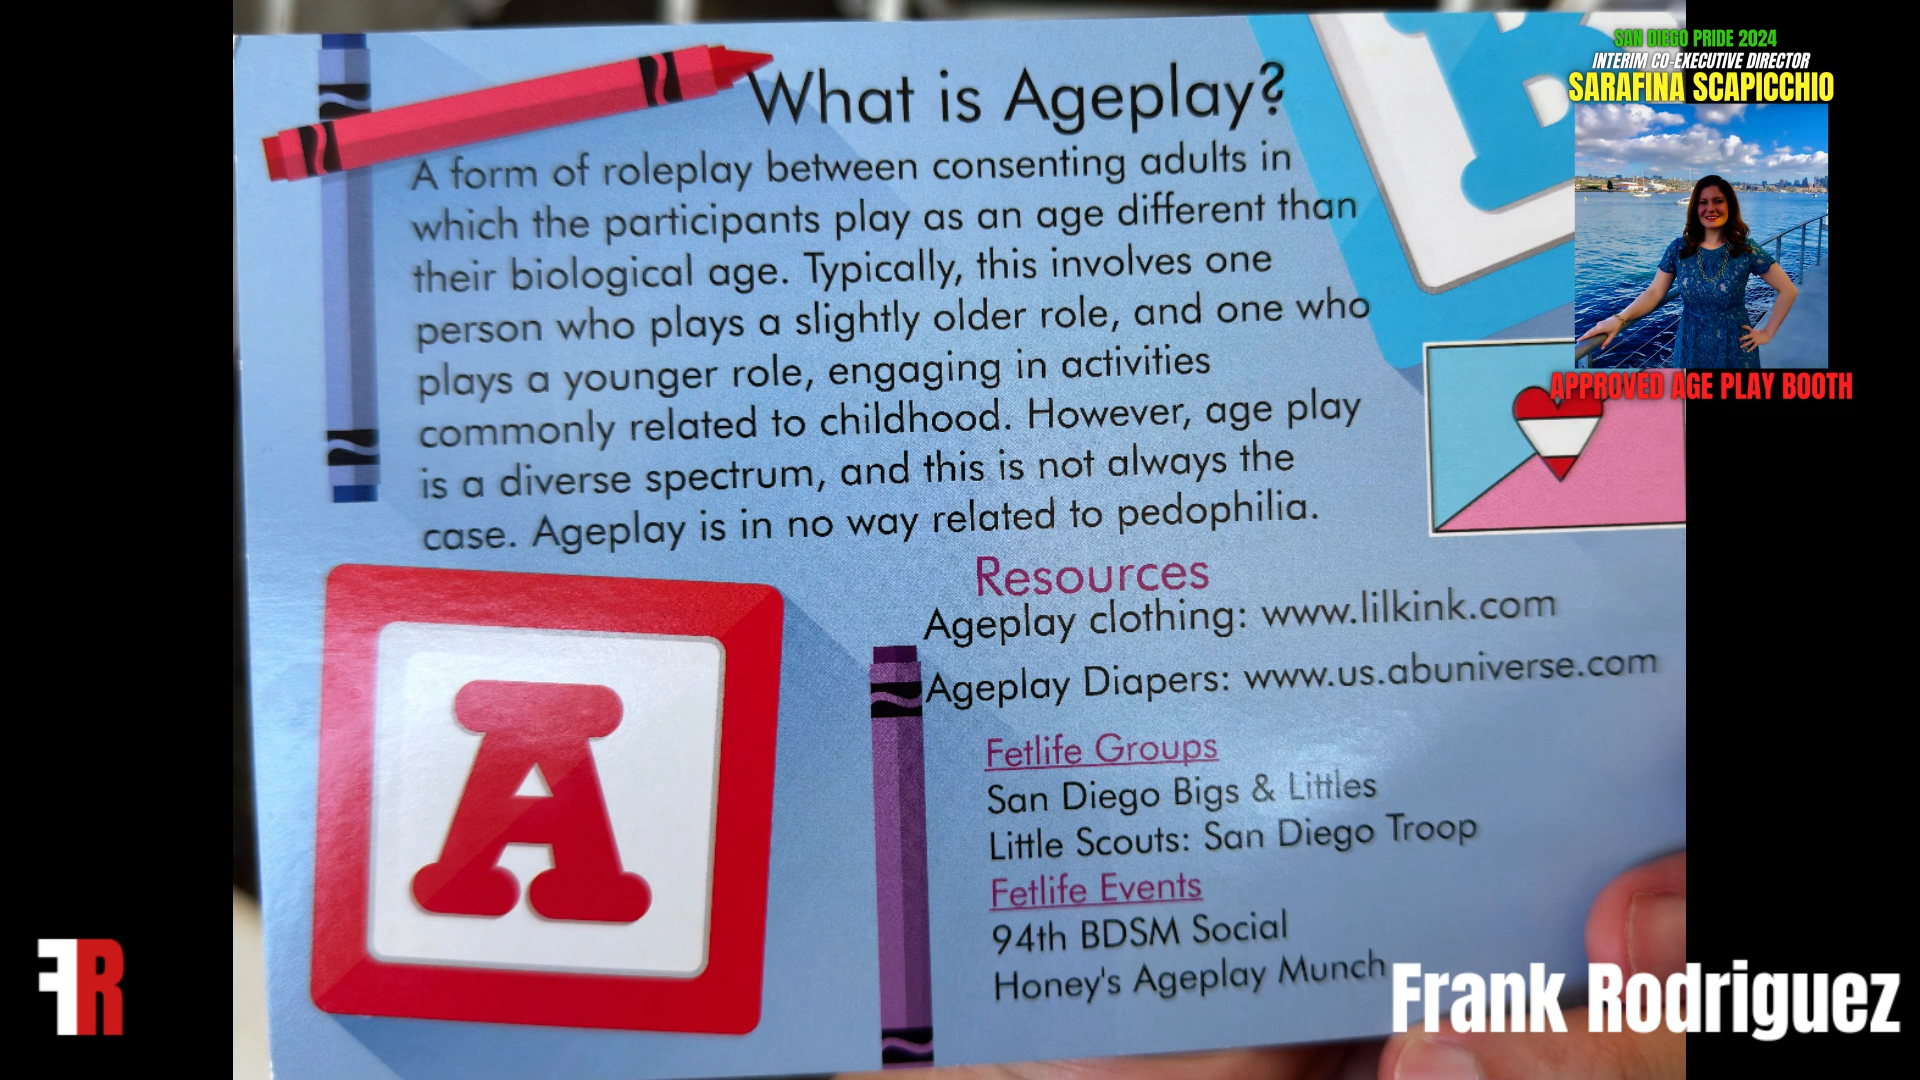 SAN DIEGO PRIDE 2024
INTERIM CO-EXECUTIVE DIRECTOR
SARAFINA SCAPICCHIO
APPROVED AGE PLAY BOOTH
What is Ageplay?
A form of roleplay between consenting adults in
which the participants play as an age different than
their biological age. Typically, this involves one
person who plays a slightly older role, and one who
plays a younger role, engaging in activities
commonly related to childhood. However, age play
is a diverse spectrum, and this is not always the
case. Ageplay is in no way related to pedophilia.
B
A
Resources
Ageplay clothing: www.lilkink.com
Ageplay Diapers: www.us.abuniverse.com
Fetlife Groups
San Diego Bigs & Littles
Little Scouts: San Diego Troop
Fetlife Events
94th BDSM Social
Honey's Ageplay Munch
FR
Frank Rodriguez